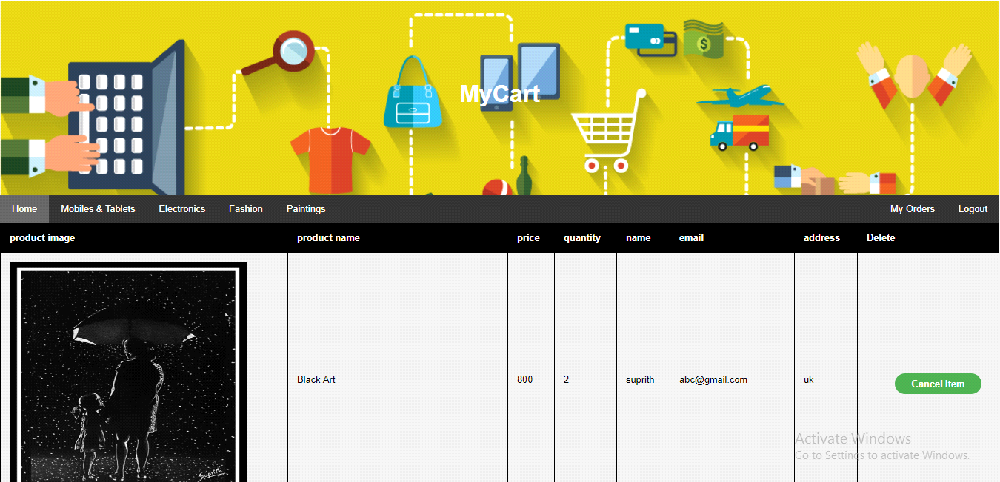 MyCart
Home Mobiles & Tablets Electronics Fashion Paintings My Orders Logout
product image product name price quantity name email address Delete
Black Art 800 2 suprith abc@gmail.com uk Cancel Item
Activate Windows
Go to Settings to activate Windows.
Suprith